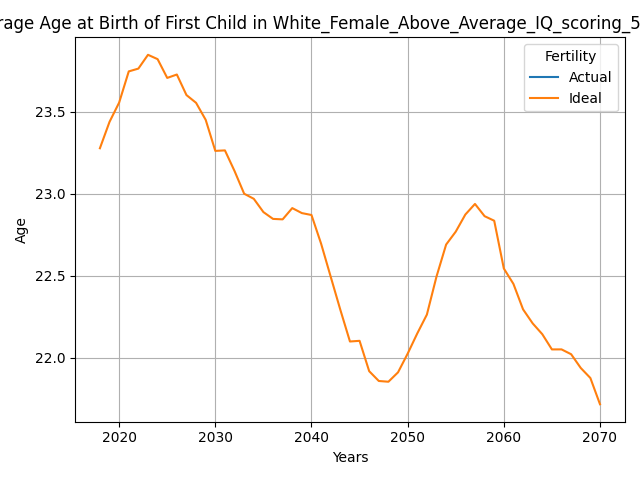 rage Age at Birth of First Child in White_Female_Above_Average_IQ_scoring_5
Fertility
Actual
Ideal
23.5
23.0
22.5
22.0
Age
2020 2030 2040 2050 2060 2070
Years